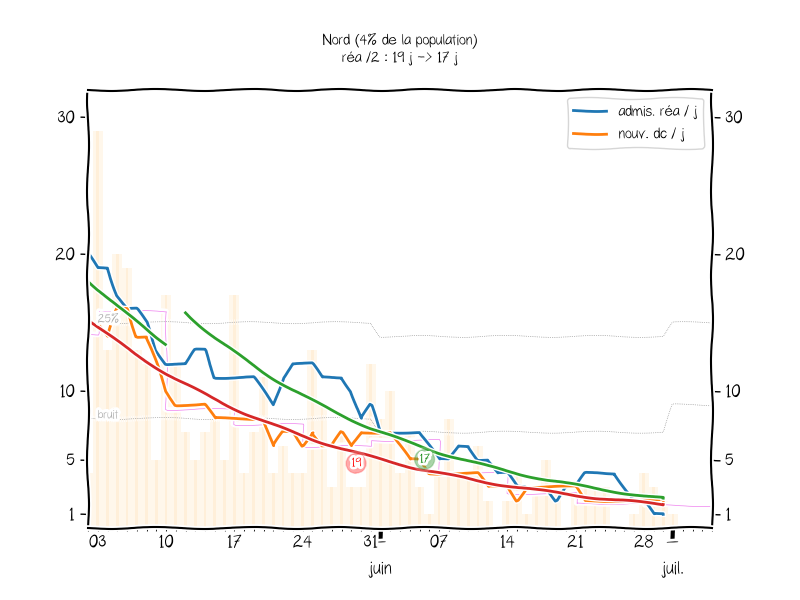 Nord (4% de la population)
réa /2 : 19 j -> 17 j
admis. réa / j
nouv. dc / j
30
30
20
20
25%
10
10
bruit
5
5
19
17
1
1
03 10 17 24 31 07 14 21 28
juin juil.